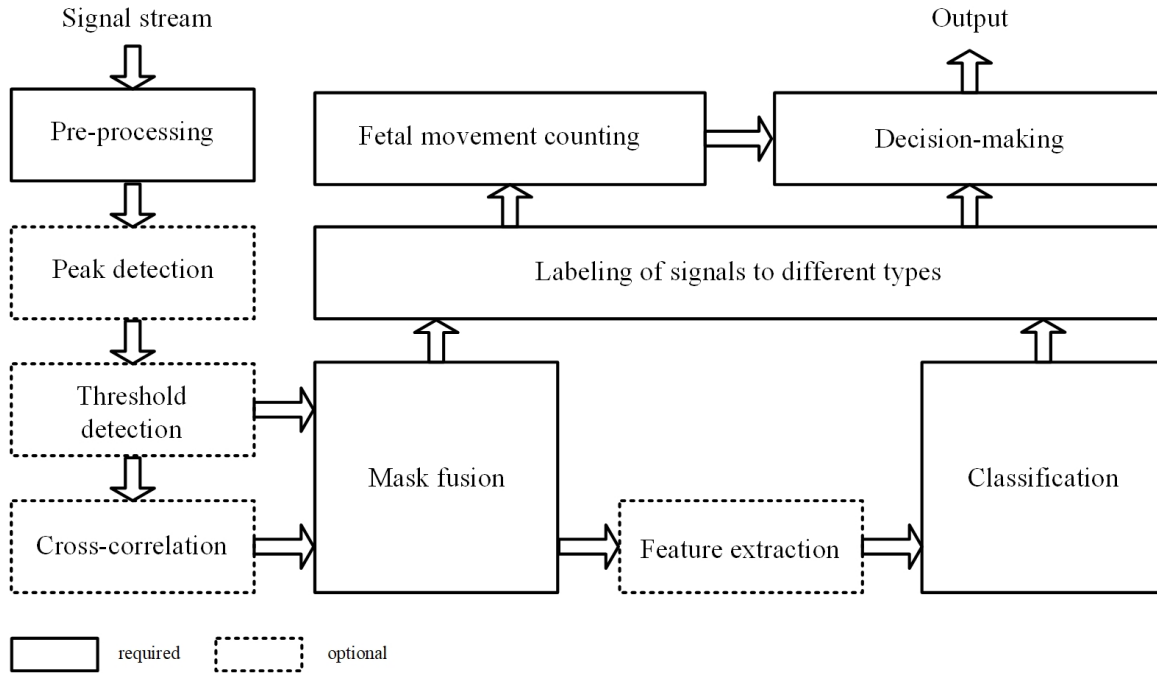 Signal stream
Output
Pre-processing
Fetal movement counting
Decision-making
Peak detection
Labeling of signals to different types
Threshold
detection
Mask fusion
Classification
Cross-correlation
Feature extraction
required
optional